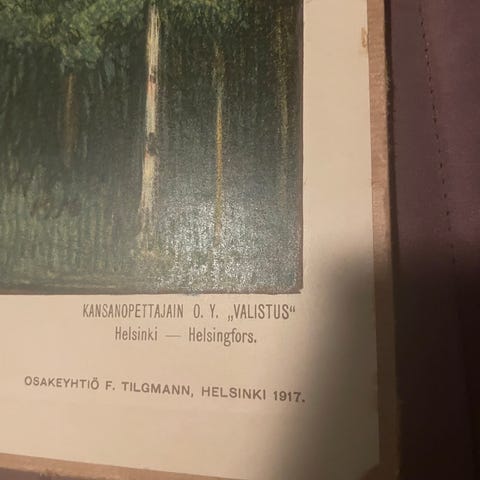 KANSANOPETTAJAIN O. Y. „VALISTUS“
Helsinki — Helsingfors.
OSAKEYHTIÖ F. TILGMANN, HELSINKI 1917.